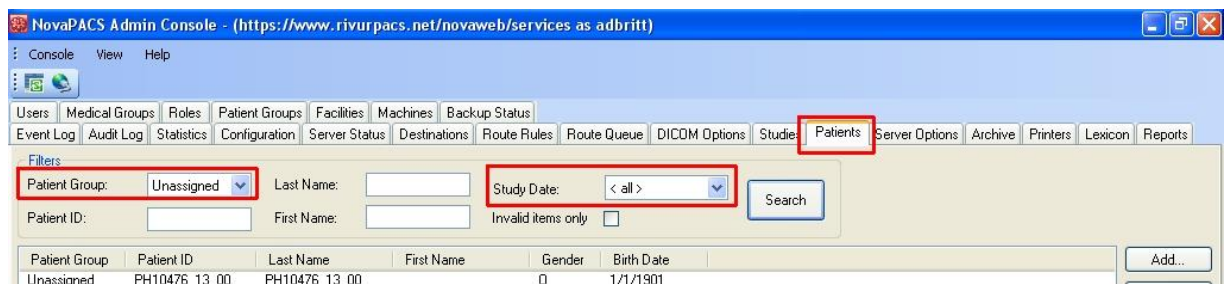 NovaPACS Admin Console - (https://www.rivurpacs.net/novaweb/services as adbritt)
Console View Help
Users Medical Groups Roles Patient Groups Facilities Machines Backup Status
Event Log Audit Log Statistics Configuration Server Status Destinations Route Rules Route Queue DICOM Options Studies Patients Server Options Archive Printers Lexicon Reports
Filters
Patient Group: Unassigned Last Name: Study Date: < all > Search
Patient ID: First Name: Invalid items only
Patient Group Patient ID Last Name First Name Gender Birth Date Add...
Unassigned PH10476_13_00 PH10476_13_00 O 1/1/1901